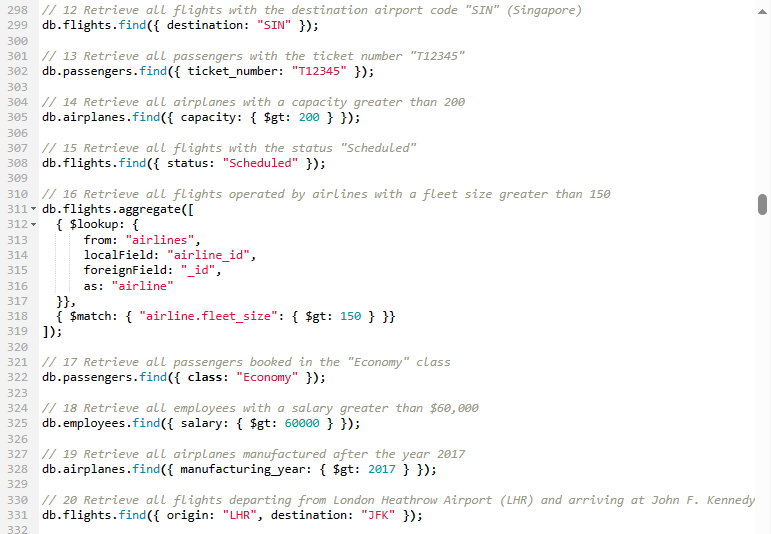 298 // 12 Retrieve all flights with the destination airport code "SIN" (Singapore)
299 db.flights.find({ destination: "SIN" });
300
301 // 13 Retrieve all passengers with the ticket number "T12345"
302 db.passengers.find({ ticket_number: "T12345" });
303
304 // 14 Retrieve all airplanes with a capacity greater than 200
305 db.airplanes.find({ capacity: { $gt: 200 } });
306
307 // 15 Retrieve all flights with the status "Scheduled"
308 db.flights.find({ status: "Scheduled" });
309
310 // 16 Retrieve all flights operated by airlines with a fleet size greater than 150
311 db.flights.aggregate([
312   { $lookup: {
313       from: "airlines",
314       localField: "airline_id",
315       foreignField: "_id",
316       as: "airline"
317   }},
318   { $match: { "airline.fleet_size": { $gt: 150 } }}
319 ]);
320
321 // 17 Retrieve all passengers booked in the "Economy" class
322 db.passengers.find({ class: "Economy" });
323
324 // 18 Retrieve all employees with a salary greater than $60,000
325 db.employees.find({ salary: { $gt: 60000 } });
326
327 // 19 Retrieve all airplanes manufactured after the year 2017
328 db.airplanes.find({ manufacturing_year: { $gt: 2017 } });
329
330 // 20 Retrieve all flights departing from London Heathrow Airport (LHR) and arriving at John F. Kennedy
331 db.flights.find({ origin: "LHR", destination: "JFK" });
332